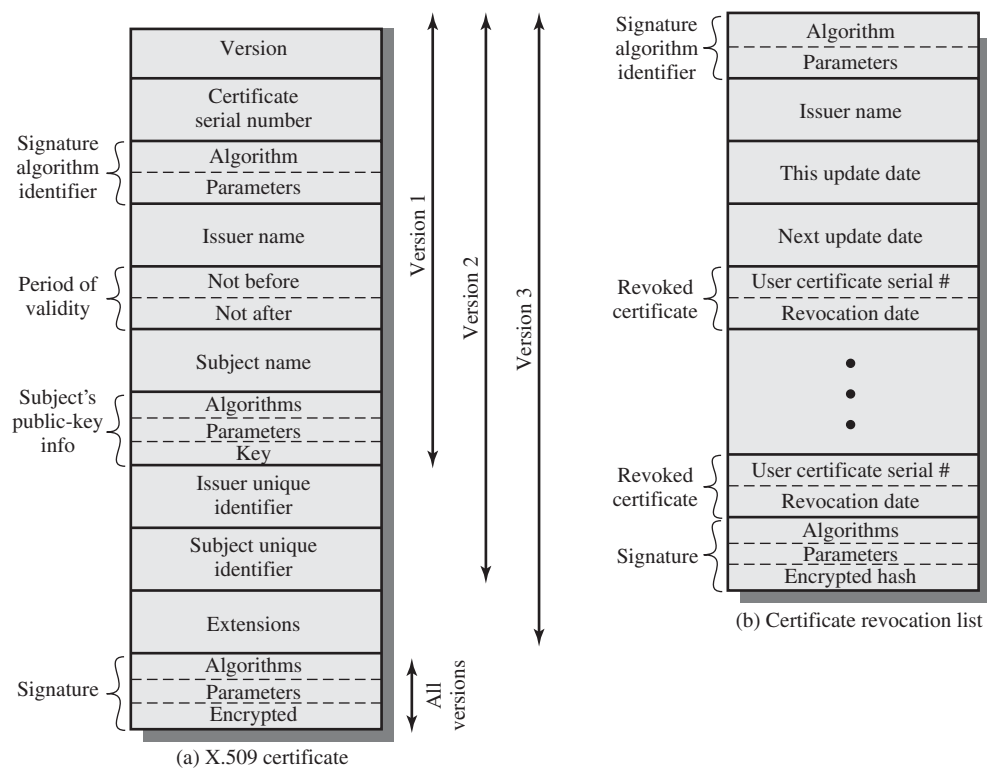 Version
Certificate
serial number
Signature
algorithm
identifier
Algorithm
Parameters
Issuer name
Period of
validity
Not before
Not after
Subject name
Subject's
public-key
info
Algorithms
Parameters
Key
Issuer unique
identifier
Subject unique
identifier
Extensions
Signature
Algorithms
Parameters
Encrypted
Version 1
Version 2
Version 3
All
versions
(a) X.509 certificate
Signature
algorithm
identifier
Algorithm
Parameters
Issuer name
This update date
Next update date
Revoked
certificate
User certificate serial #
Revocation date
Revoked
certificate
User certificate serial #
Revocation date
Signature
Algorithms
Parameters
Encrypted hash
(b) Certificate revocation list